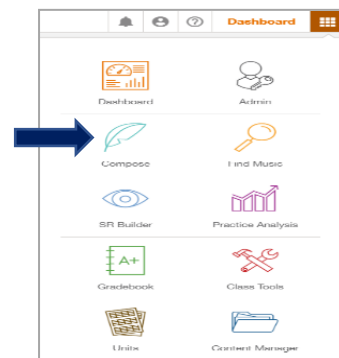 Dashboard
Dashboard Admin
Compose Find Music
SR Builder Practice Analysis
A+
Gradebook Class Tools
Units Content Manager